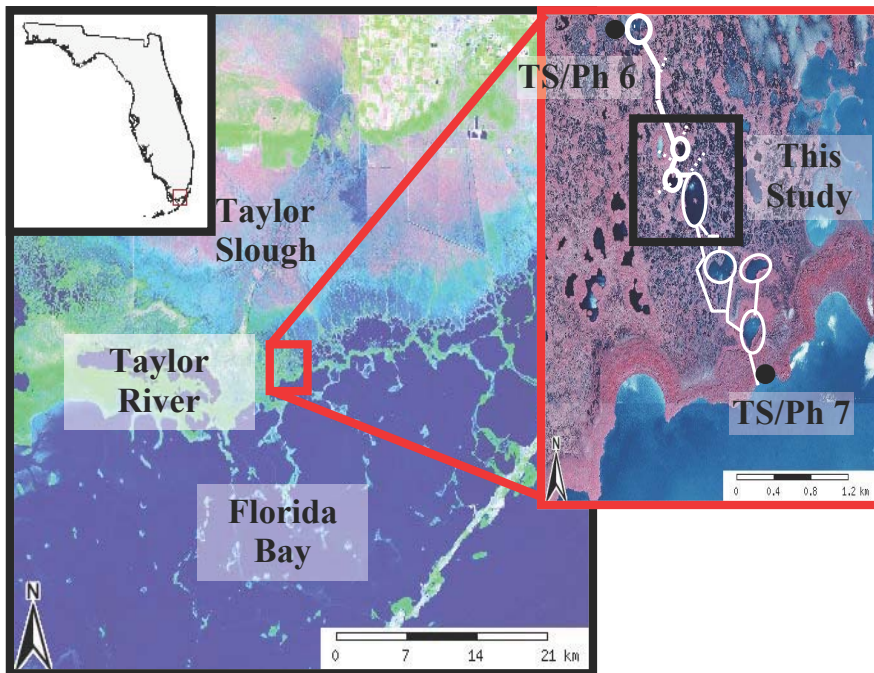 Taylor
Slough
Taylor
River
Florida
Bay
N
0 7 14 21 km
TS/Ph 6
This
Study
TS/Ph 7
N
0 0.4 0.8 1.2 km